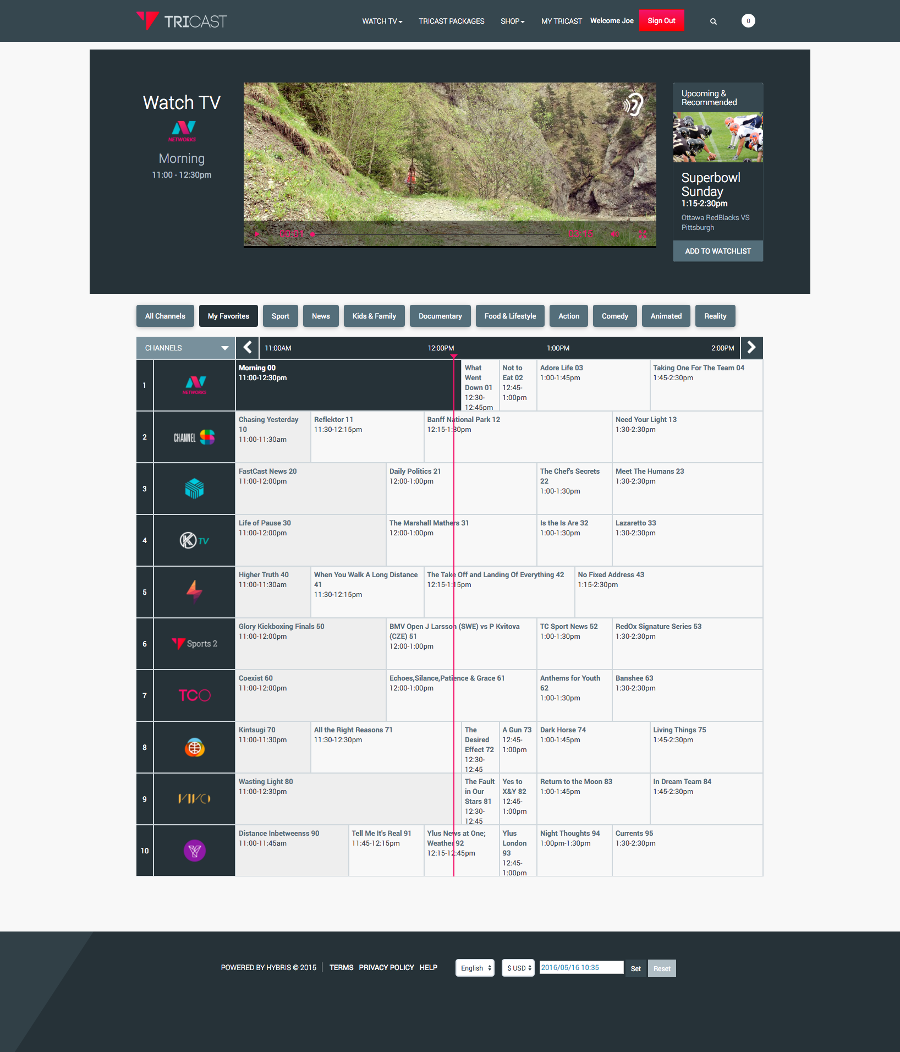 TRICAST
WATCH TV
TRICAST PACKAGES
SHOP
MY TRICAST
Welcome Joe
Sign Out
0
Watch TV
NETWORKS
Morning
11:00 - 12:30pm
Upcoming &
Recommended
Superbowl
Sunday
1:15-2:30pm
Ottawa RedBlacks VS
Pittsburgh
ADD TO WATCHLIST
All Channels
My Favorites
Sport
News
Kids & Family
Documentary
Food & Lifestyle
Action
Comedy
Animated
Reality
CHANNELS
11:00AM
12:00PM
1:00PM
2:00PM
1
NETWORKS
Morning 00
11:00-12:30pm
What
Went
Down 01
12:30-
12:45pm
Not to
Eat 02
12:45-
1:00pm
Adore Life 03
1:00-1:45pm
Taking One For The Team 04
1:45-2:30pm
2
CHANNEL S
Chasing Yesterday
10
11:00-11:30am
Reflektor 11
11:30-12:15pm
Banff National Park 12
12:15-1:30pm
Need Your Light 13
1:30-2:30pm
3
FastCast News 20
11:00-12:00pm
Daily Politics 21
12:00-1:00pm
The Chef's Secrets
22
1:00-1:30pm
Meet The Humans 23
1:30-2:30pm
4
K TV
Life of Pause 30
11:00-12:00pm
The Marshall Mathers 31
12:00-1:00pm
Is the Is Are 32
1:00-1:30pm
Lazaretto 33
1:30-2:30pm
5
Higher Truth 40
11:00-11:30am
When You Walk A Long Distance
41
11:30-12:15pm
The Take Off and Landing Of Everything 42
12:15-1:15pm
No Fixed Address 43
1:15-2:30pm
6
Sports 2
Glory Kickboxing Finals 50
11:00-12:00pm
BMV Open J Larsson (SWE) vs P Kvitova
(CZE) 51
12:00-1:00pm
TC Sport News 52
1:00-1:30pm
RedOx Signature Series 53
1:30-2:30pm
7
TCO
Coexist 60
11:00-12:00pm
Echoes,Silance,Patience & Grace 61
12:00-1:00pm
Anthems for Youth
62
1:00-1:30pm
Banshee 63
1:30-2:30pm
8
Kintsugi 70
11:00-11:30pm
All the Right Reasons 71
11:30-12:30pm
The
Desired
Effect 72
12:30-
12:45
A Gun 73
12:45-
1:00pm
Dark Horse 74
1:00-1:45pm
Living Things 75
1:45-2:30pm
9
VIVO
Wasting Light 80
11:00-12:30pm
The Fault
in Our
Stars 81
12:30-
12:45
Yes to
X&Y 82
12:45-
1:00pm
Return to the Moon 83
1:00-1:45pm
In Dream Team 84
1:45-2:30pm
10
Distance Inbetweenss 90
11:00-11:45am
Tell Me It's Real 91
11:45-12:15pm
Ylus News at One;
Weather 92
12:15-12:45pm
Ylus
London
93
12:45-
1:00pm
Night Thoughts 94
1:00pm-1:30pm
Currents 95
1:30-2:30pm
POWERED BY HYBRIS © 2015
TERMS
PRIVACY POLICY
HELP
English
$ USD
2016/05/16 10:35
Set
Reset